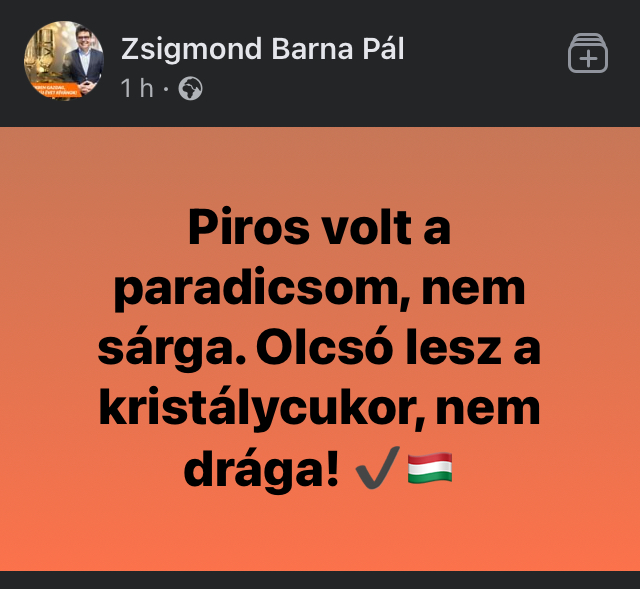 Zsigmond Barna Pál
1 h ·
Piros volt a
paradicsom, nem
sárga. Olcsó lesz a
kristálycukor, nem
drága! ✔🇭🇺